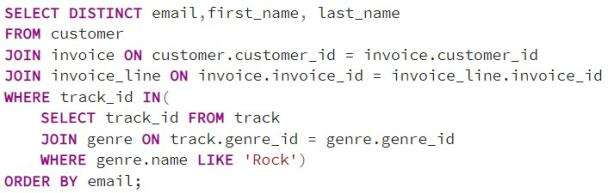 SELECT DISTINCT email,first_name, last_name
FROM customer
JOIN invoice ON customer.customer_id = invoice.customer_id
JOIN invoice_line ON invoice.invoice_id = invoice_line.invoice_id
WHERE track_id IN(
    SELECT track_id FROM track
    JOIN genre ON track.genre_id = genre.genre_id
    WHERE genre.name LIKE 'Rock')
ORDER BY email;